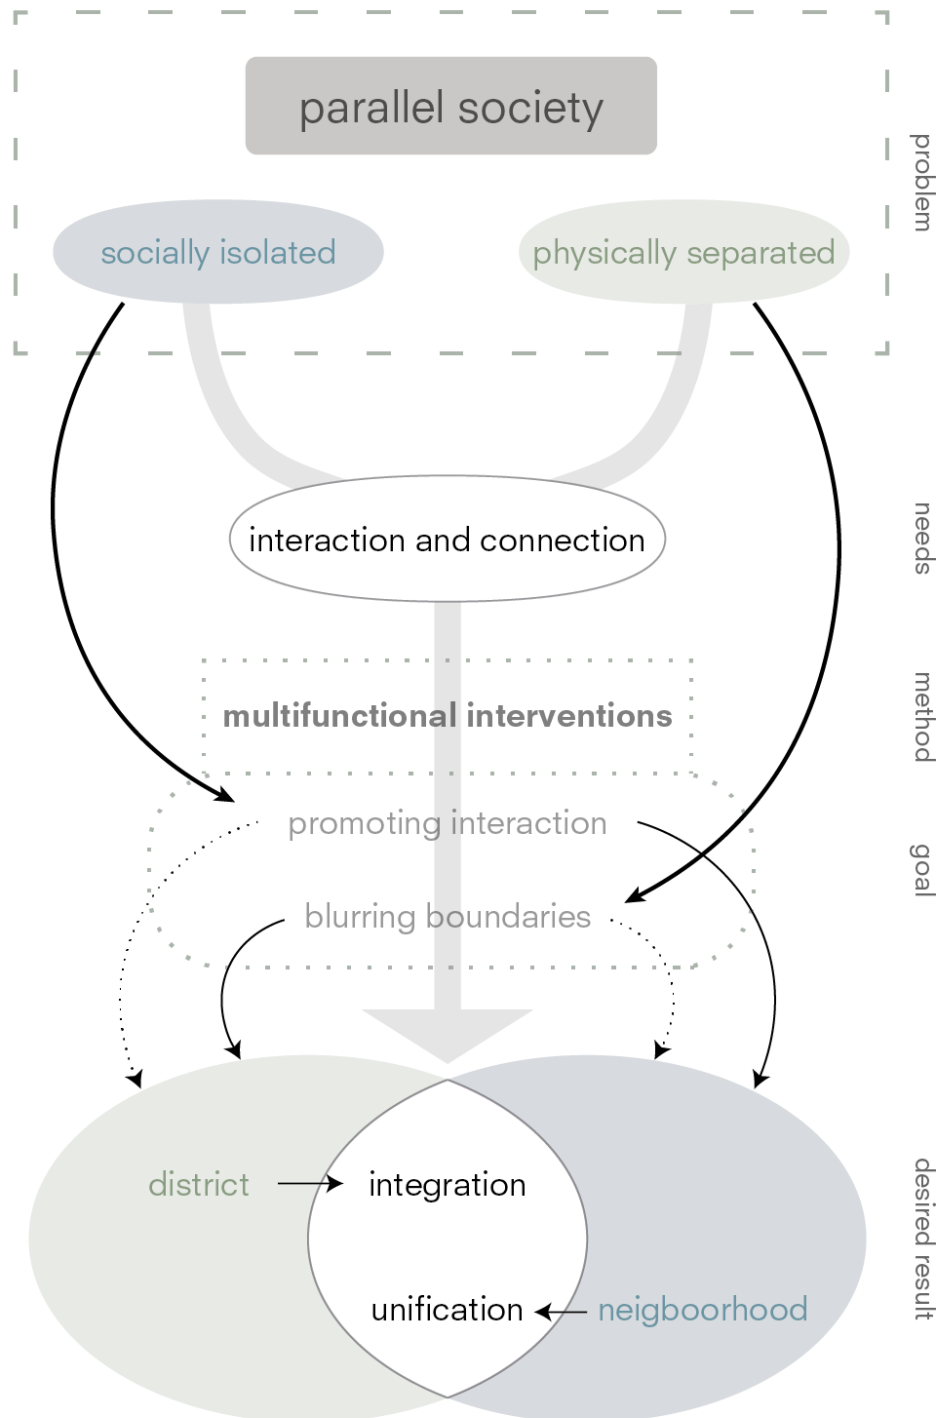 parallel society
problem
socially isolated
physically separated
interaction and connection
needs
multifunctional interventions
method
promoting interaction
goal
blurring boundaries
district
integration
desired result
unification
neigboorhood